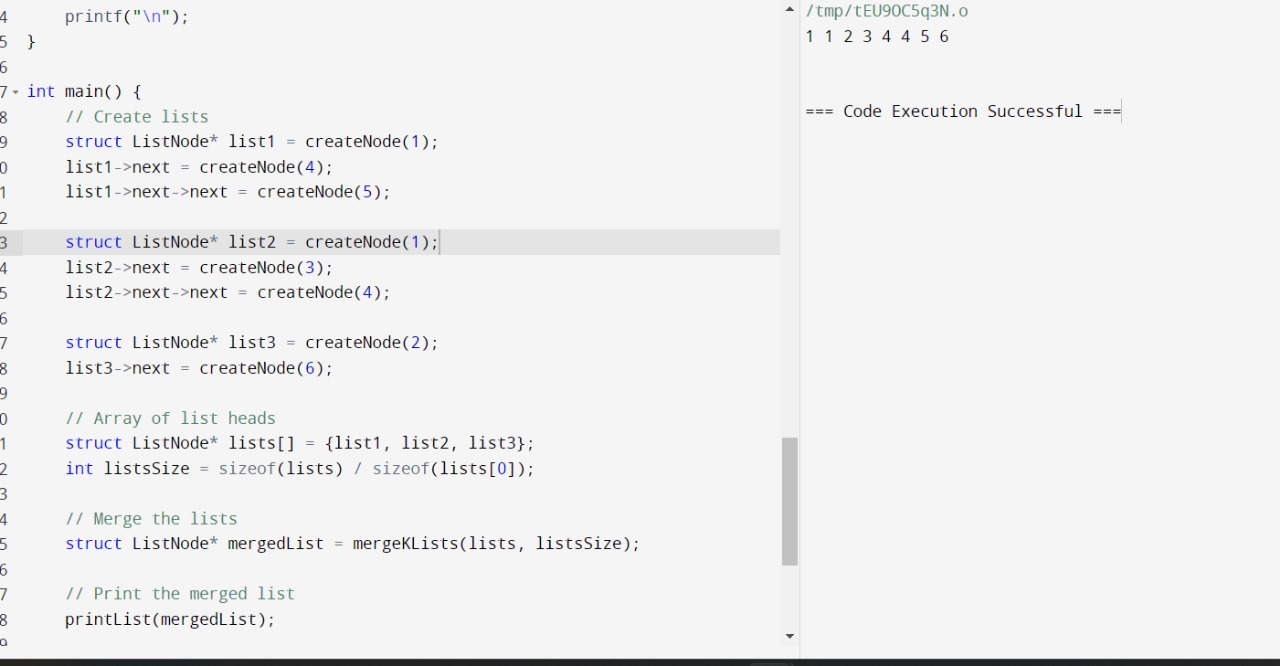 4     printf("\n");
5 }
6
7 int main() {
8     // Create lists
9     struct ListNode* list1 = createNode(1);
0     list1->next = createNode(4);
1     list1->next->next = createNode(5);
2
3     struct ListNode* list2 = createNode(1);
4     list2->next = createNode(3);
5     list2->next->next = createNode(4);
6
7     struct ListNode* list3 = createNode(2);
8     list3->next = createNode(6);
9
0     // Array of list heads
1     struct ListNode* lists[] = {list1, list2, list3};
2     int listsSize = sizeof(lists) / sizeof(lists[0]);
3
4     // Merge the lists
5     struct ListNode* mergedList = mergeKLists(lists, listsSize);
6
7     // Print the merged list
8     printList(mergedList);
9
/tmp/tEU9OC5q3N.o
1 1 2 3 4 4 5 6
=== Code Execution Successful ===